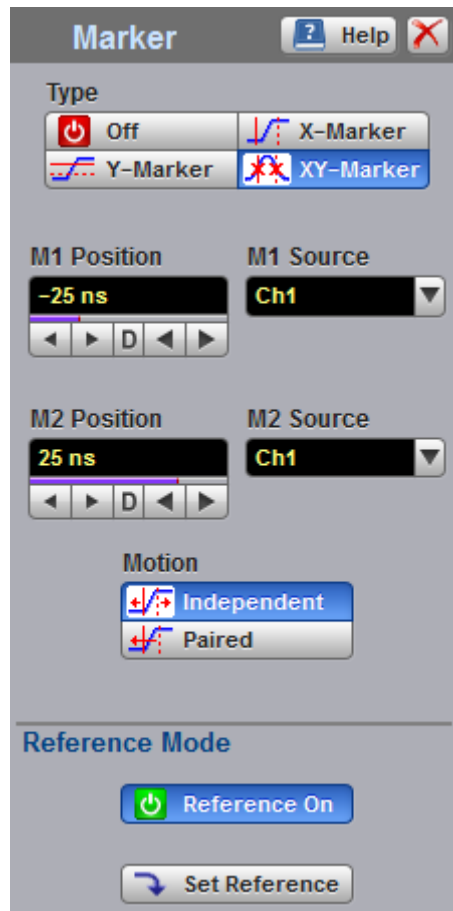 Marker Help
Type
Off X-Marker
Y-Marker XY-Marker
M1 Position M1 Source
-25 ns Ch1
D
M2 Position M2 Source
25 ns Ch1
D
Motion
Independent
Paired
Reference Mode
Reference On
Set Reference